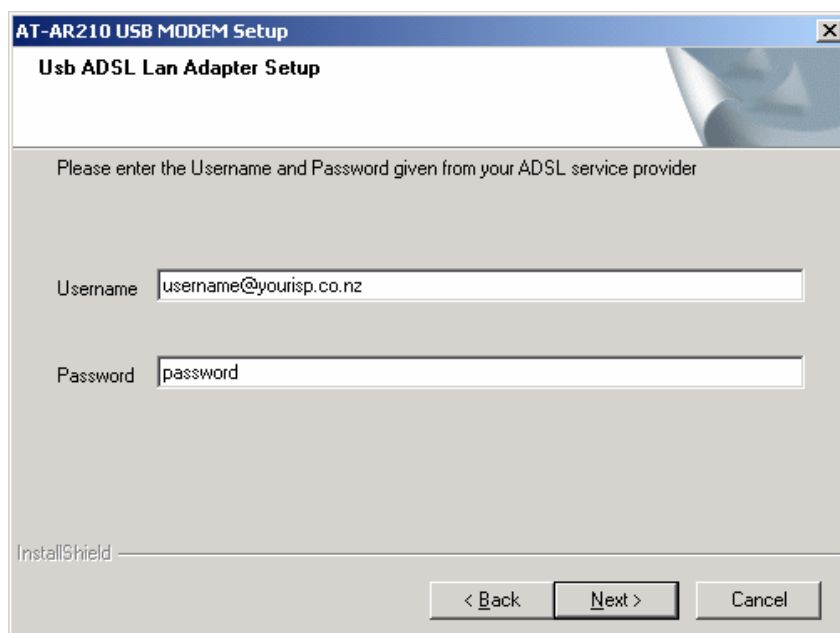 AT-AR210 USB MODEM Setup
Usb ADSL Lan Adapter Setup
Please enter the Username and Password given from your ADSL service provider
Username username@yourisp.co.nz
Password password
InstallShield
< Back Next > Cancel